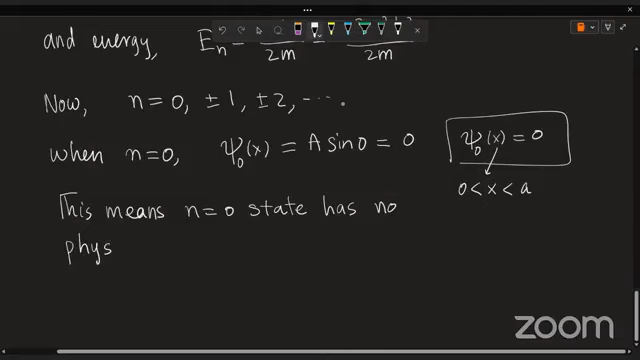 and energy, Eₙ = 2m = 2m
Now, n = 0, ± 1, ± 2, ----
when n=0, ψ₀(x) = A sin 0 = 0
ψ₀(x) = 0
0 < x < a
This means n=0 state has no
phys
zoom